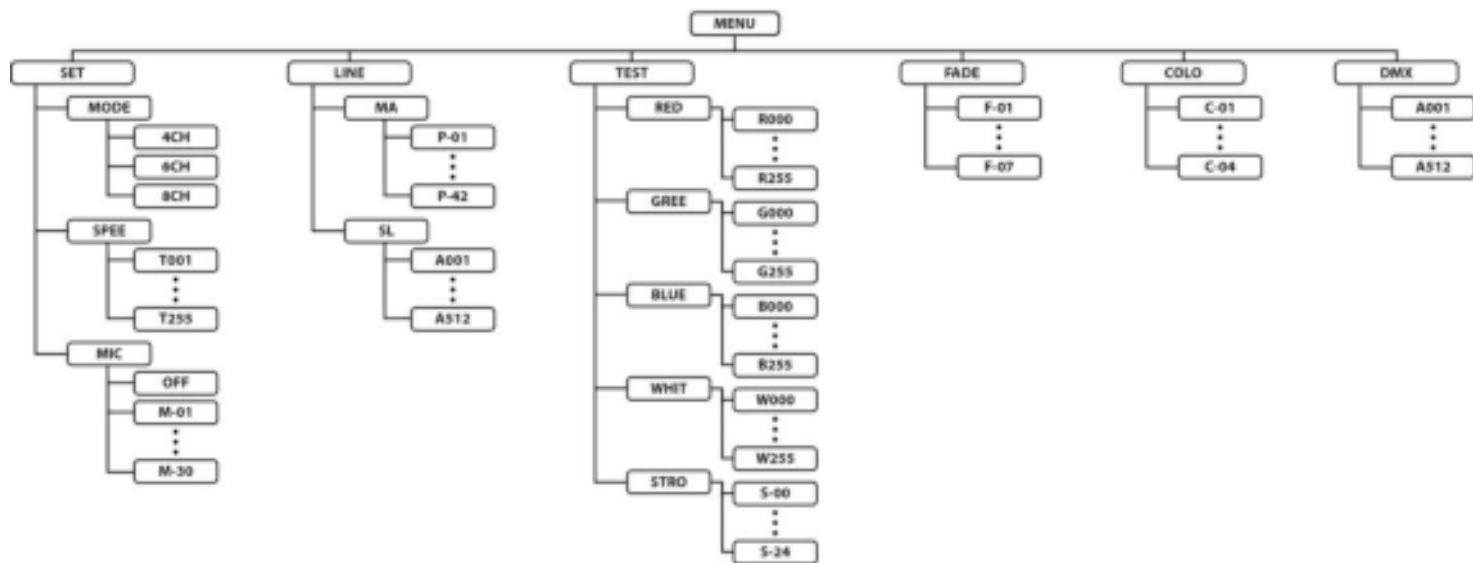 MENU
SET
MODE
4CH
6CH
8CH
SPEE
T001
T255
MIC
OFF
M-01
M-30
LINE
MA
P-01
P-42
SL
A001
A512
TEST
RED
R000
R255
GREE
G000
G255
BLUE
B000
B255
WHIT
W000
W255
STRO
S-00
S-24
FADE
F-01
F-07
COLO
C-01
C-04
DMX
A001
A512